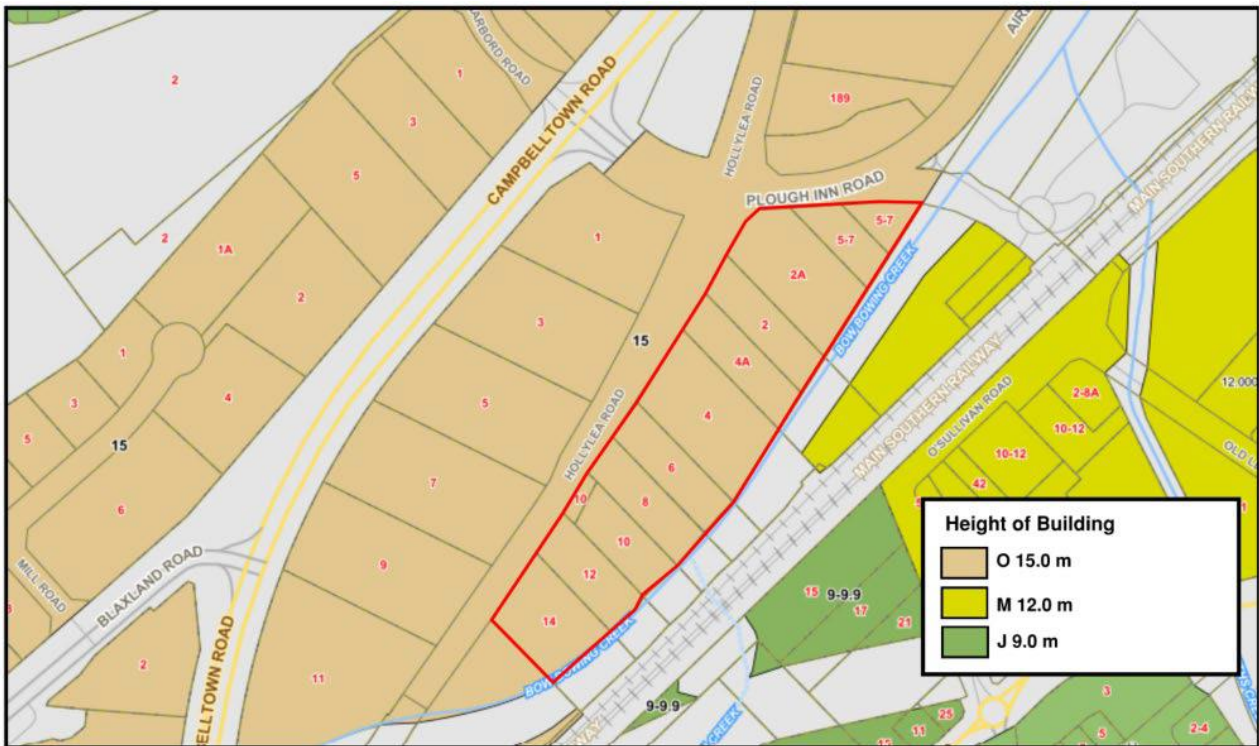 HARBORD ROAD
CAMPBELLTOWN ROAD
HOLLYLEA ROAD
2
1
3
5
189
MAIN SOUTHERN RAILWAY
PLOUGH INN ROAD
2
1A
1
5-7
5-7
2A
2
BOW BOWING CREEK
1
3
15
2
4A
3
4
5
4
MAIN SOUTHERN RAILWAY
12.000
2-8A
O'SULLIVAN ROAD
10-12
5
15
HOLLYLEA ROAD
6
10-12
42
6
7
10
8
10
MILL ROAD
BLAXLAND ROAD
9
12
14
15
9-9.9
17
21
2
BOW BOWING CREEK
11
9-9.9
3
25
11
5
2-4
Height of Building
O 15.0 m
M 12.0 m
J 9.0 m